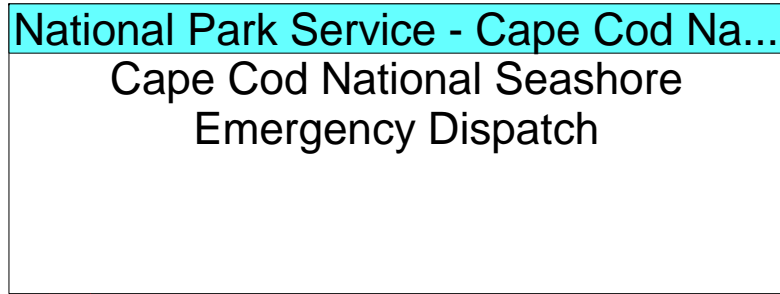 National Park Service - Cape Cod Na...
Cape Cod National Seashore
Emergency Dispatch